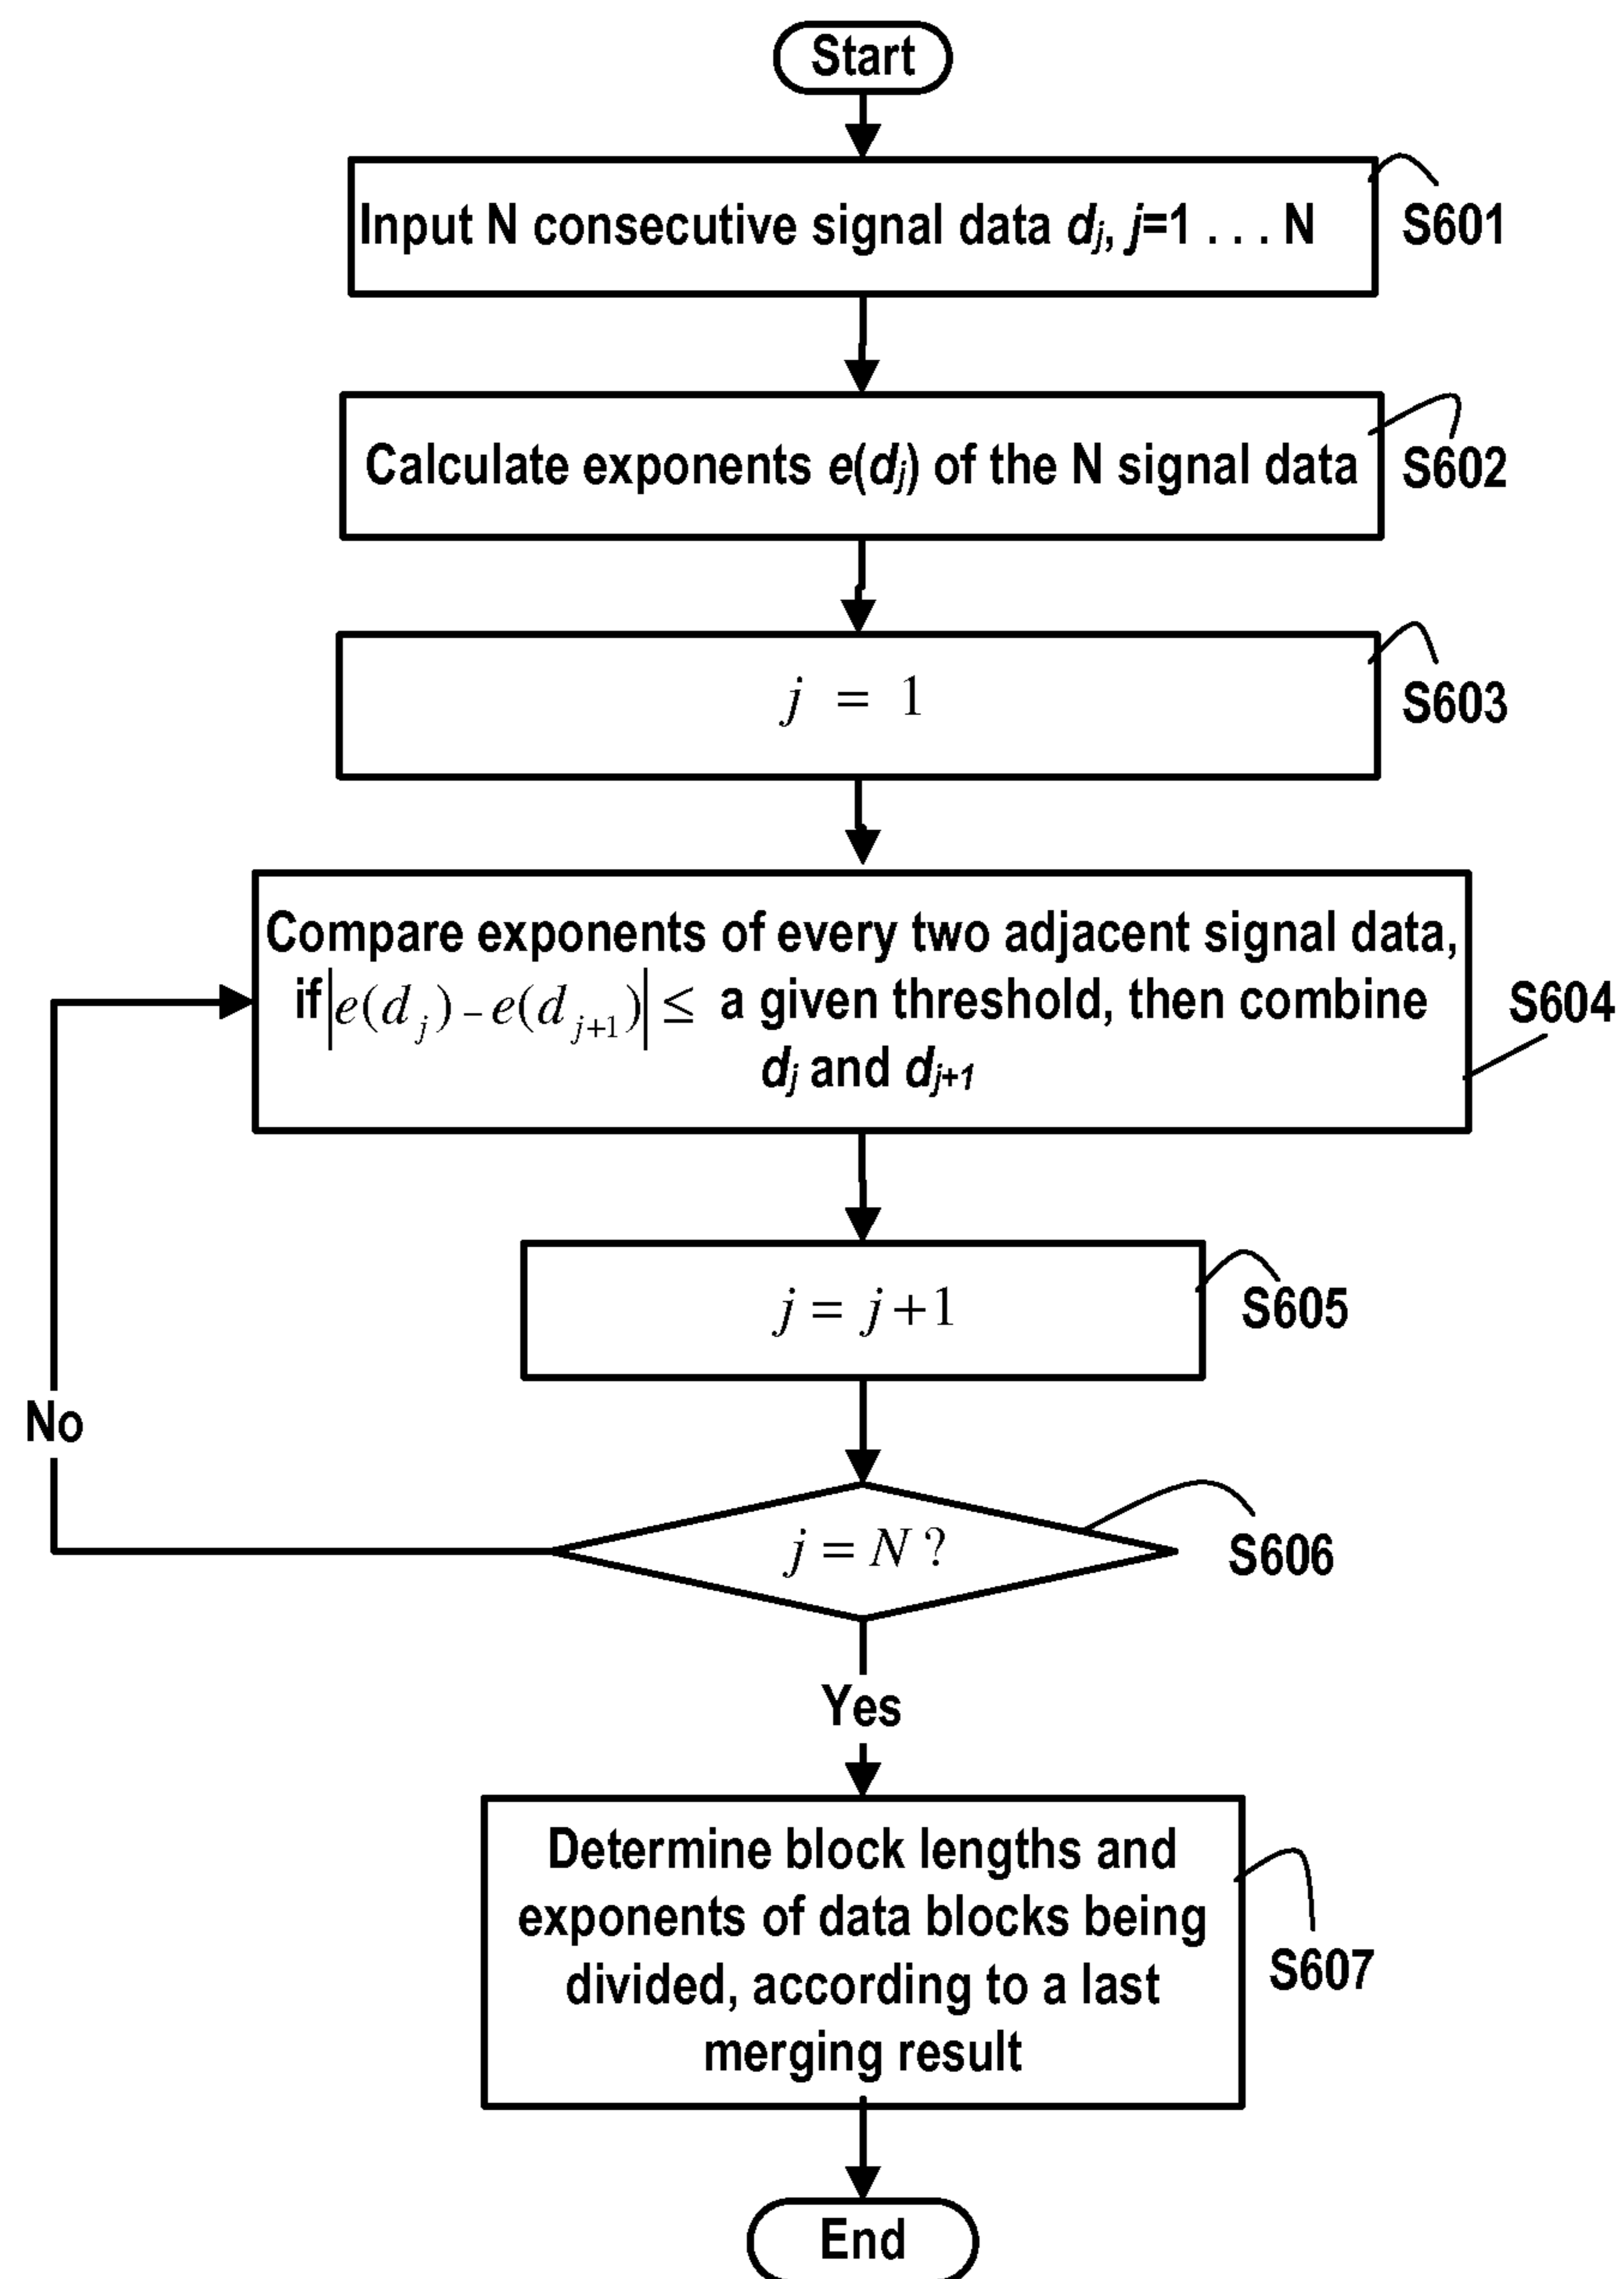 Start
Input N consecutive signal data dj, j=1 . . . N
S601
Calculate exponents e(dj) of the N signal data
S602
j = 1
S603
Compare exponents of every two adjacent signal data,
if |e(d j) - e(d j+1)| ≤ a given threshold, then combine
dj and dj+1
S604
j = j+1
S605
No
j = N ?
S606
Yes
Determine block lengths and
exponents of data blocks being
divided, according to a last
merging result
S607
End